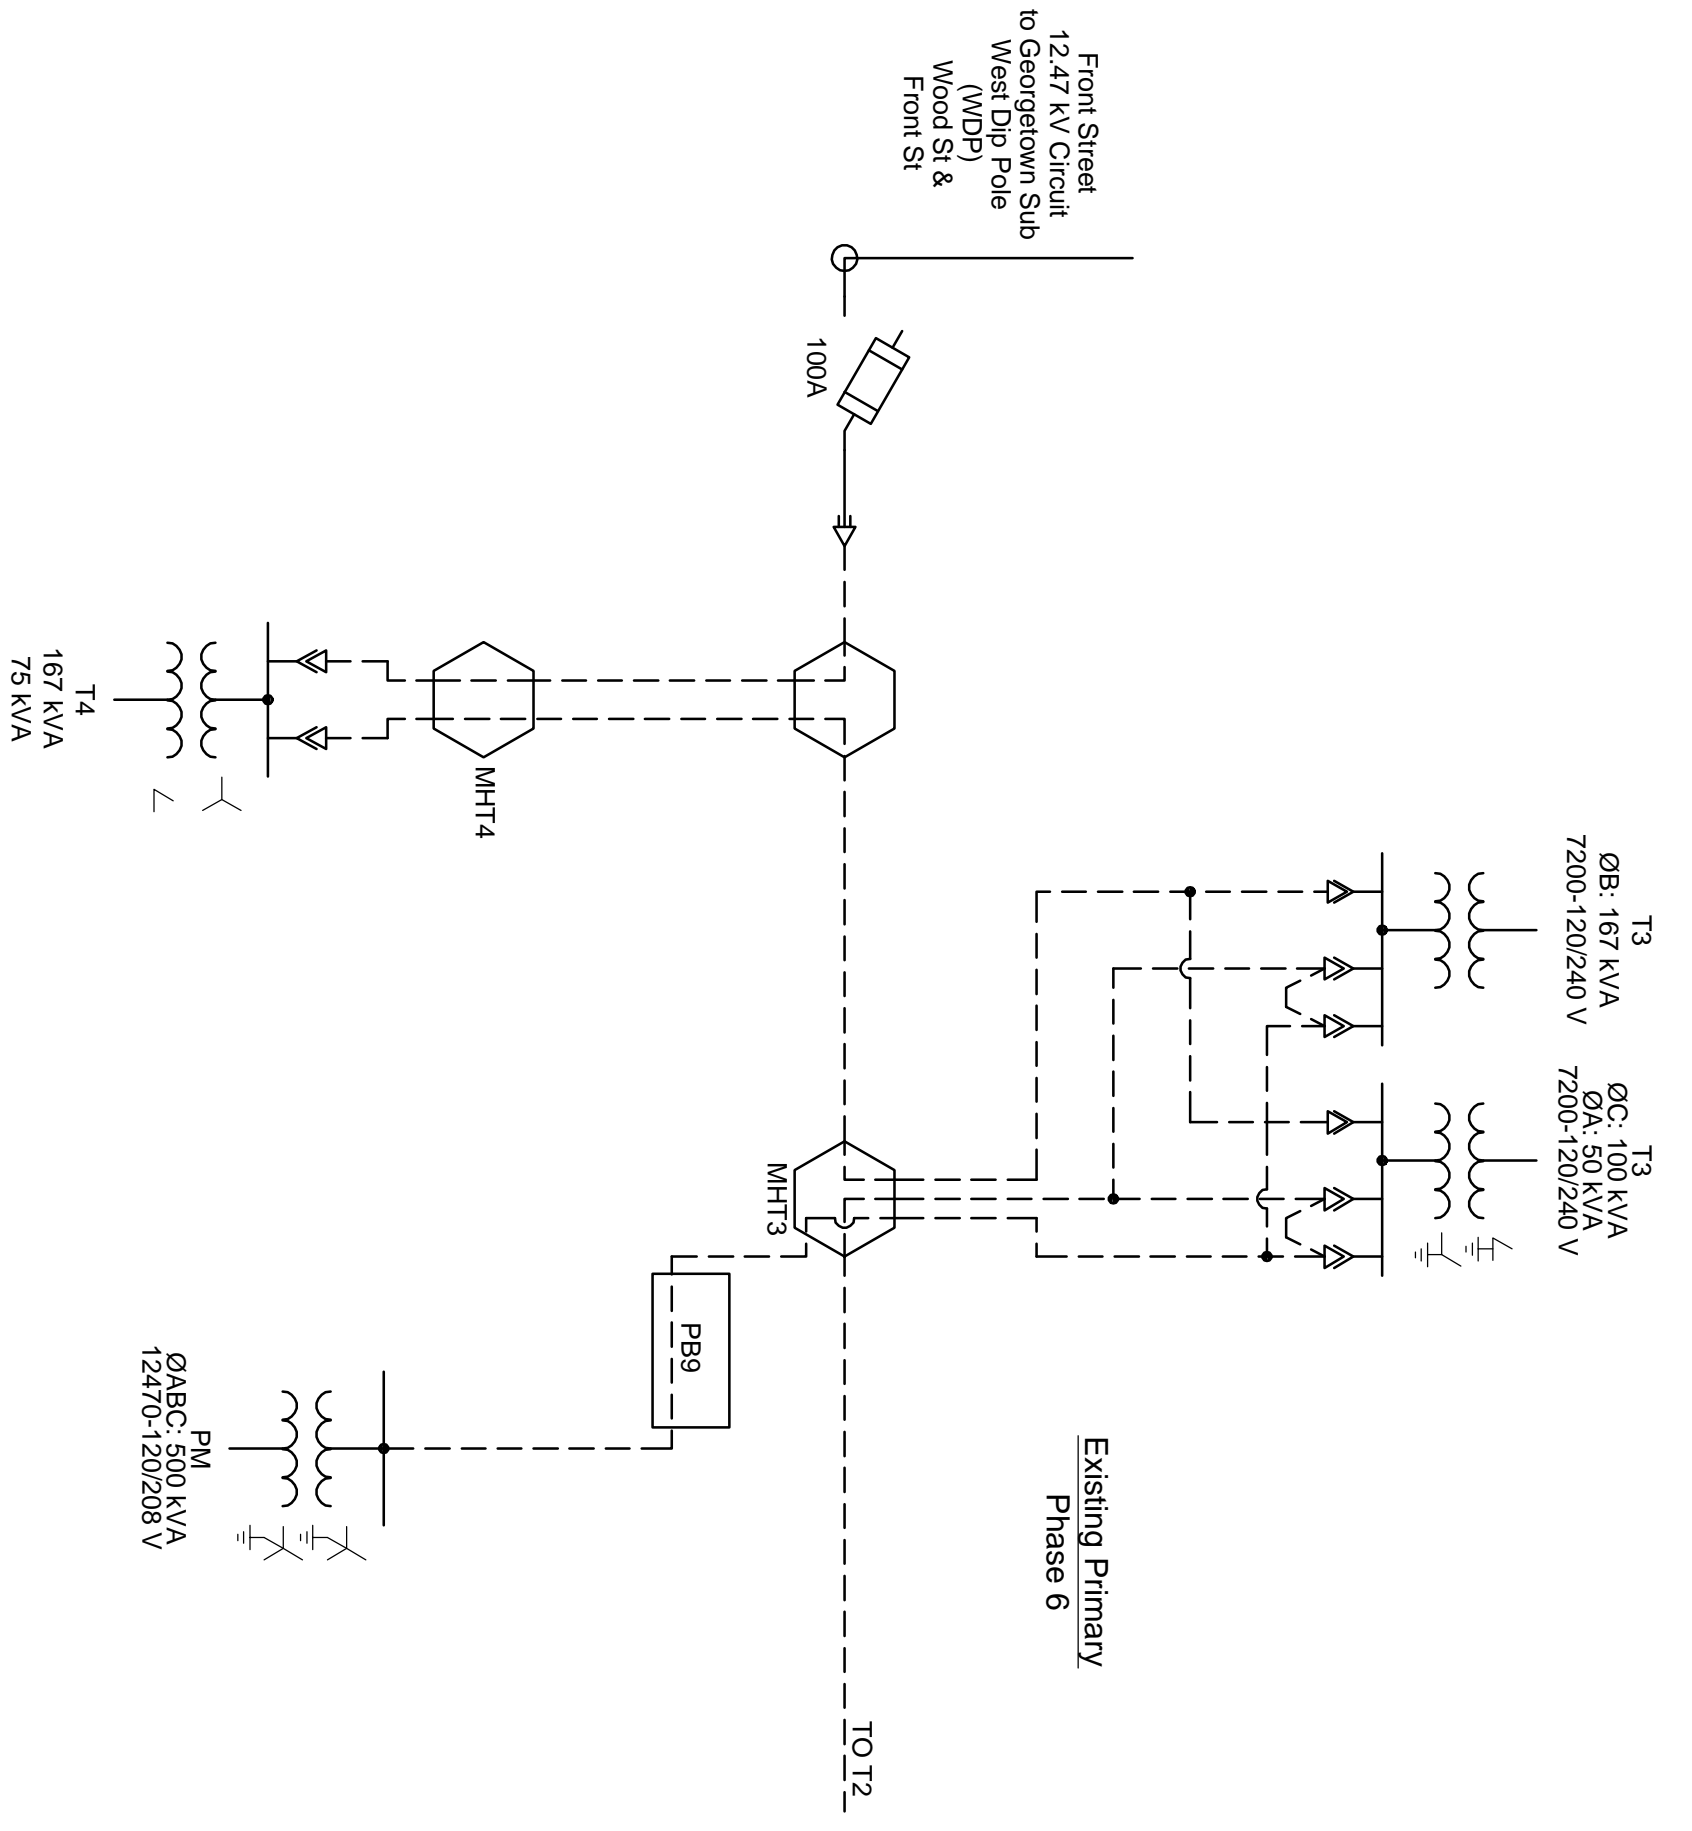 Front Street
12.47 kV Circuit
to Georgetown Sub
West Dip Pole
(WDP)
Wood St &
Front St
100A
T3
ØB: 167 kVA
7200-120/240 V
T3
ØC: 100 kVA
ØA: 50 kVA
7200-120/240 V
MHT4
T4
167 kVA
75 kVA
MHT3
PB9
PM
ØABC: 500 kVA
12470-120/208 V
Existing Primary
Phase 6
TO T2